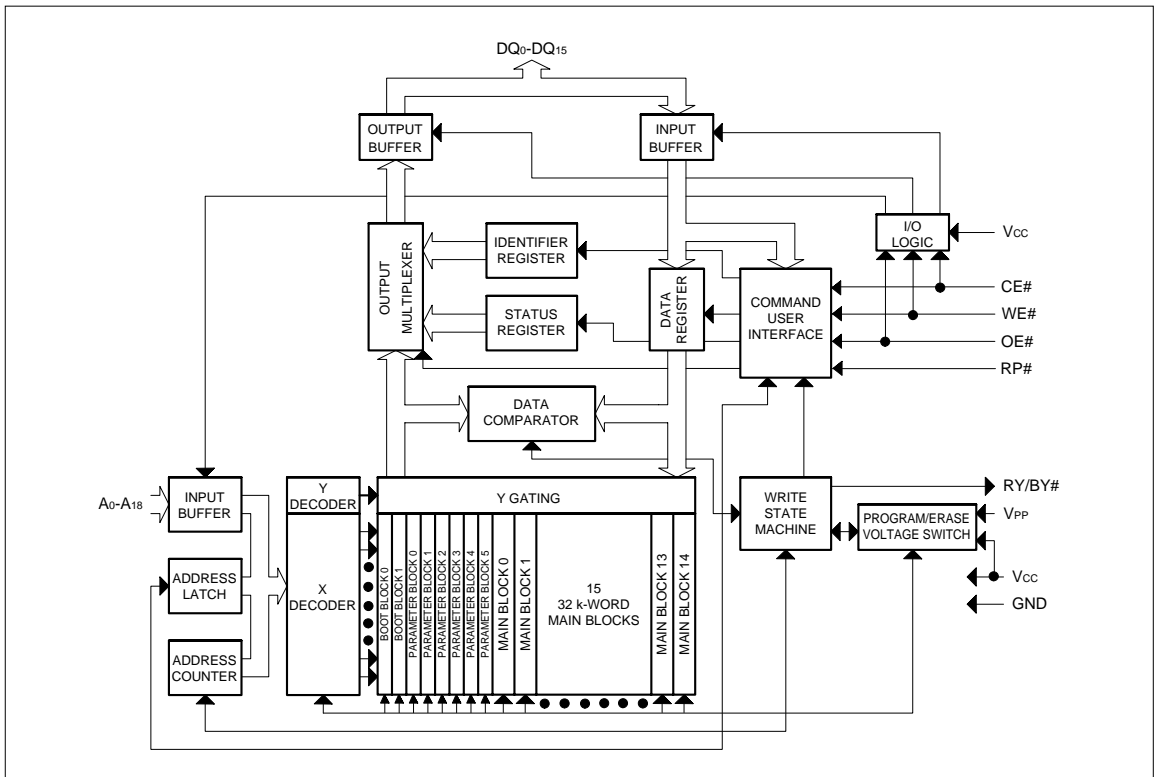 DQ0-DQ15
OUTPUT
BUFFER
INPUT
BUFFER
I/O
LOGIC
VCC
OUTPUT
MULTIPLEXER
IDENTIFIER
REGISTER
STATUS
REGISTER
DATA
REGISTER
COMMAND
USER
INTERFACE
CE#
WE#
OE#
RP#
DATA
COMPARATOR
A0-A18
INPUT
BUFFER
Y
DECODER
Y GATING
WRITE
STATE
MACHINE
RY/BY#
PROGRAM/ERASE
VOLTAGE SWITCH
VPP
VCC
GND
ADDRESS
LATCH
X
DECODER
ADDRESS
COUNTER
BOOT BLOCK 0
BOOT BLOCK 1
PARAMETER BLOCK 0
PARAMETER BLOCK 1
PARAMETER BLOCK 2
PARAMETER BLOCK 3
PARAMETER BLOCK 4
PARAMETER BLOCK 5
MAIN BLOCK 0
MAIN BLOCK 1
15
32 k-WORD
MAIN BLOCKS
MAIN BLOCK 13
MAIN BLOCK 14